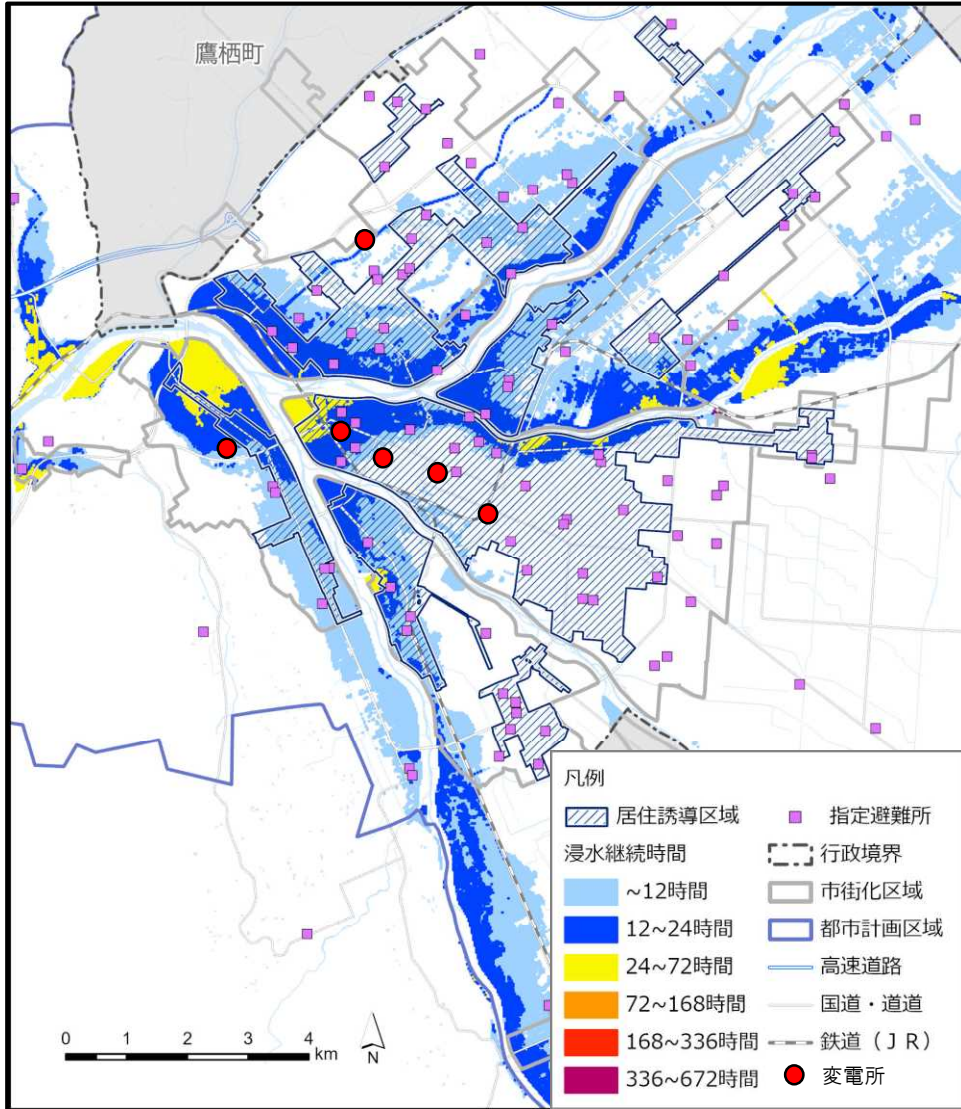 鷹栖町
凡例
居住誘導区域
指定避難所
浸水継続時間
行政境界
~12時間
市街化区域
12~24時間
都市計画区域
24~72時間
高速道路
72~168時間
国道・道道
168~336時間
鉄道（ＪＲ）
336~672時間
変電所
0 1 2 3 4
km
N